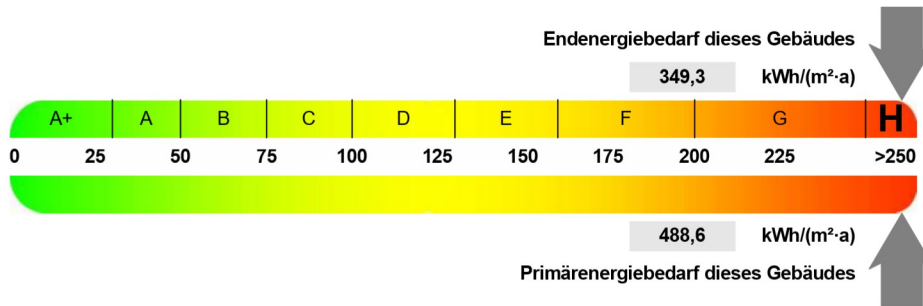 Endenergiebedarf dieses Gebäudes
349,3 kWh/(m²·a)
A+ A B C D E F G H
0 25 50 75 100 125 150 175 200 225 >250
488,6 kWh/(m²·a)
Primärenergiebedarf dieses Gebäudes